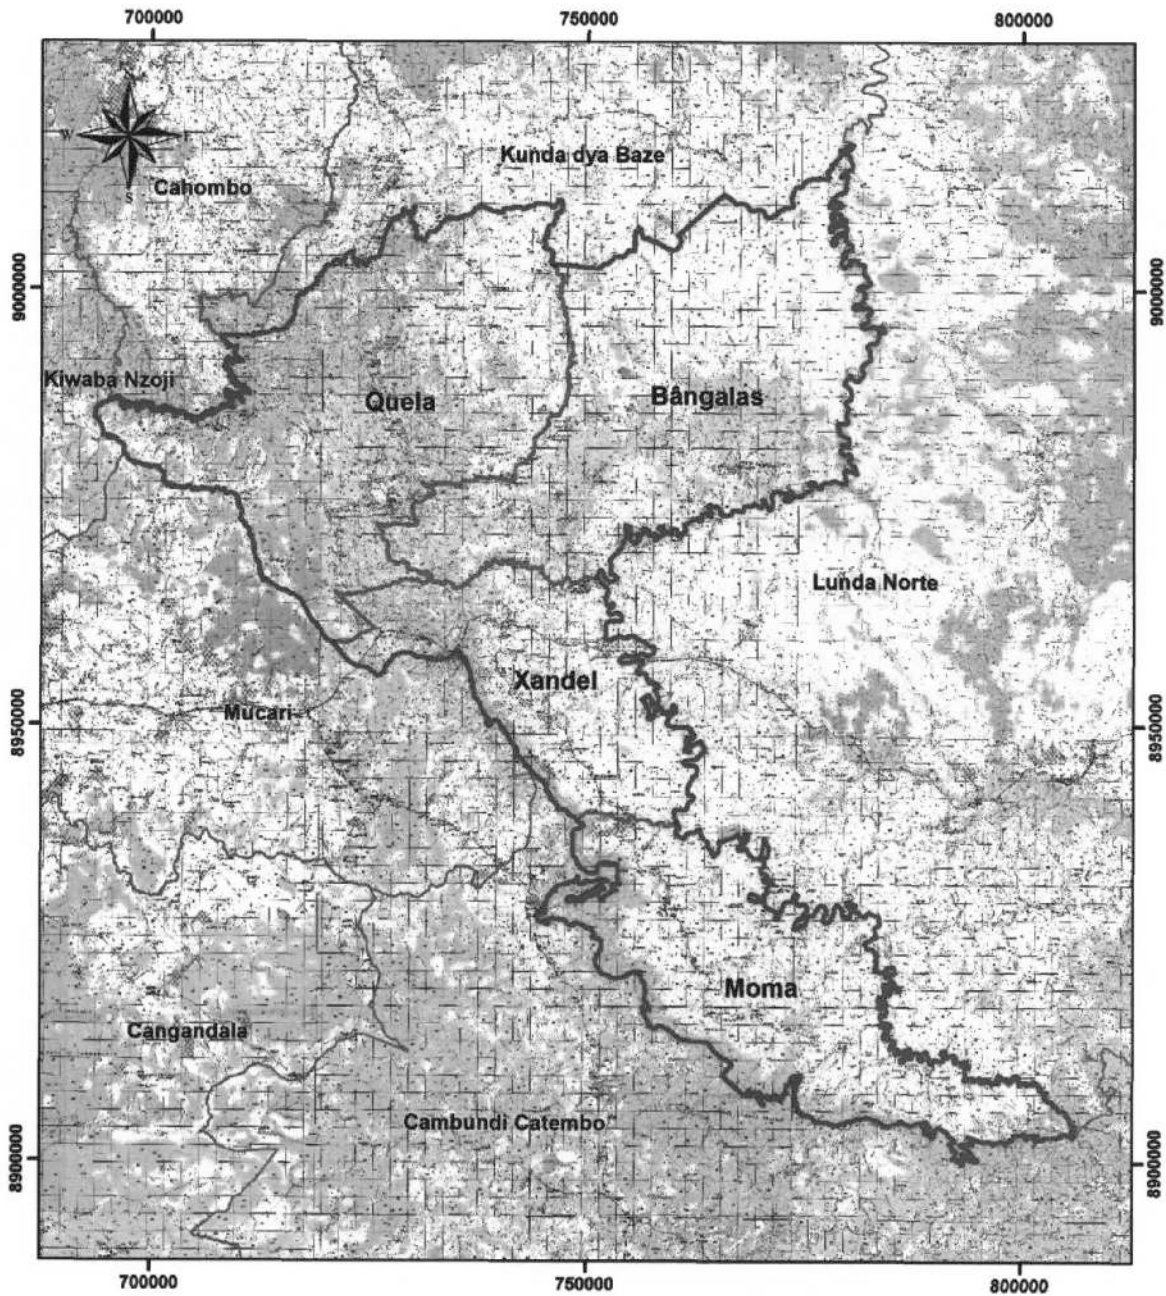 700000
750000
800000
Kunda dya Baze
Cahombo
9000000
9000000
Kiwaba Nzoji
Quela
Bângalas
Lunda Norte
Xandel
Mucari
8950000
8950000
Moma
Cangandala
Cambundi Catembo
8900000
8900000
700000
750000
800000